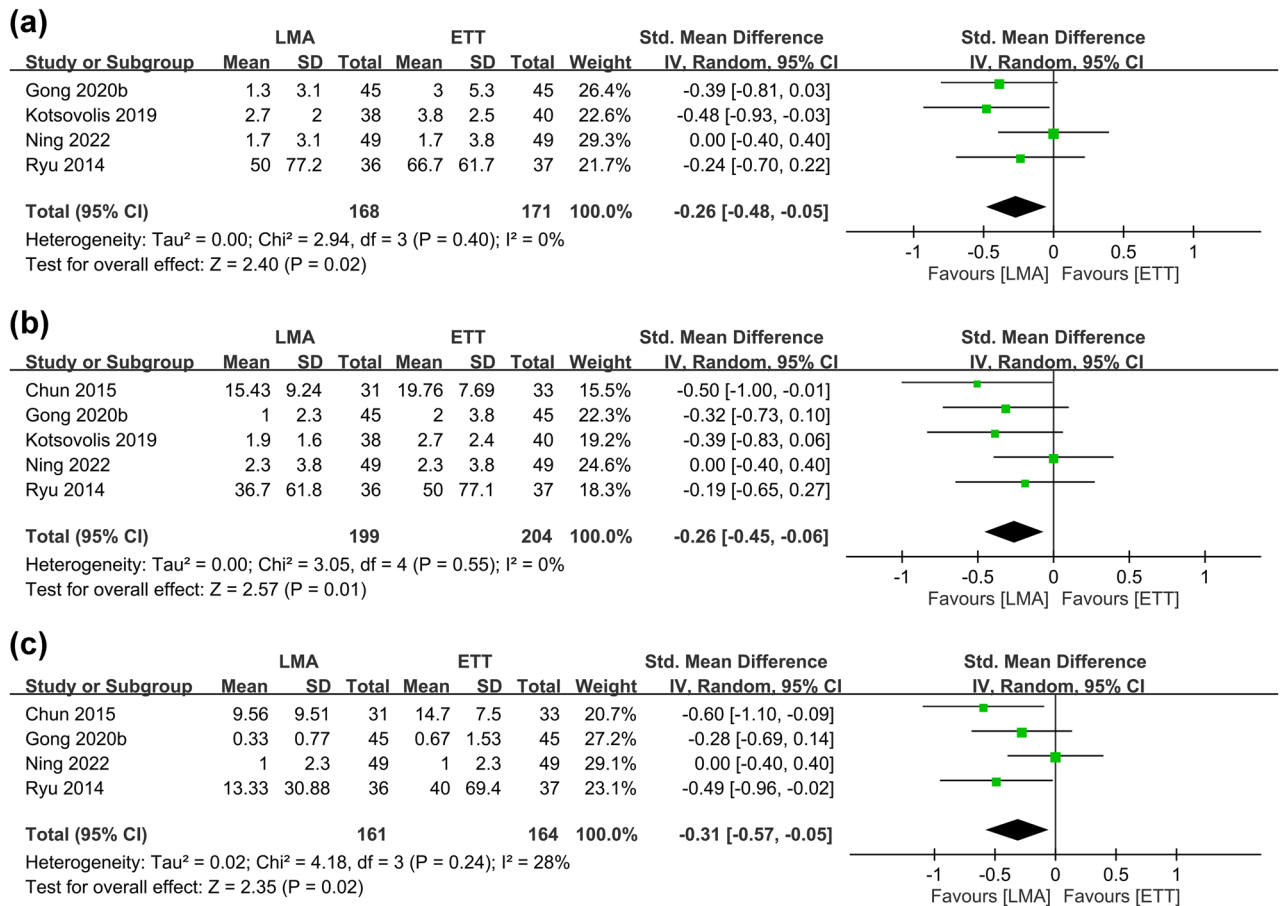 (a)
LMA ETT Std. Mean Difference Std. Mean Difference
Study or Subgroup Mean SD Total Mean SD Total Weight IV, Random, 95% CI IV, Random, 95% CI
Gong 2020b 1.3 3.1 45 3 5.3 45 26.4% -0.39 [-0.81, 0.03]
Kotsovolis 2019 2.7 2 38 3.8 2.5 40 22.6% -0.48 [-0.93, -0.03]
Ning 2022 1.7 3.1 49 1.7 3.8 49 29.3% 0.00 [-0.40, 0.40]
Ryu 2014 50 77.2 36 66.7 61.7 37 21.7% -0.24 [-0.70, 0.22]
Total (95% CI) 168 171 100.0% -0.26 [-0.48, -0.05]
Heterogeneity: Tau² = 0.00; Chi² = 2.94, df = 3 (P = 0.40); I² = 0%
Test for overall effect: Z = 2.40 (P = 0.02)
-1 -0.5 0 0.5 1
Favours [LMA] Favours [ETT]
(b)
LMA ETT Std. Mean Difference Std. Mean Difference
Study or Subgroup Mean SD Total Mean SD Total Weight IV, Random, 95% CI IV, Random, 95% CI
Chun 2015 15.43 9.24 31 19.76 7.69 33 15.5% -0.50 [-1.00, -0.01]
Gong 2020b 1 2.3 45 2 3.8 45 22.3% -0.32 [-0.73, 0.10]
Kotsovolis 2019 1.9 1.6 38 2.7 2.4 40 19.2% -0.39 [-0.83, 0.06]
Ning 2022 2.3 3.8 49 2.3 3.8 49 24.6% 0.00 [-0.40, 0.40]
Ryu 2014 36.7 61.8 36 50 77.1 37 18.3% -0.19 [-0.65, 0.27]
Total (95% CI) 199 204 100.0% -0.26 [-0.45, -0.06]
Heterogeneity: Tau² = 0.00; Chi² = 3.05, df = 4 (P = 0.55); I² = 0%
Test for overall effect: Z = 2.57 (P = 0.01)
-1 -0.5 0 0.5 1
Favours [LMA] Favours [ETT]
(c)
LMA ETT Std. Mean Difference Std. Mean Difference
Study or Subgroup Mean SD Total Mean SD Total Weight IV, Random, 95% CI IV, Random, 95% CI
Chun 2015 9.56 9.51 31 14.7 7.5 33 20.7% -0.60 [-1.10, -0.09]
Gong 2020b 0.33 0.77 45 0.67 1.53 45 27.2% -0.28 [-0.69, 0.14]
Ning 2022 1 2.3 49 1 2.3 49 29.1% 0.00 [-0.40, 0.40]
Ryu 2014 13.33 30.88 36 40 69.4 37 23.1% -0.49 [-0.96, -0.02]
Total (95% CI) 161 164 100.0% -0.31 [-0.57, -0.05]
Heterogeneity: Tau² = 0.02; Chi² = 4.18, df = 3 (P = 0.24); I² = 28%
Test for overall effect: Z = 2.35 (P = 0.02)
-1 -0.5 0 0.5 1
Favours [LMA] Favours [ETT]